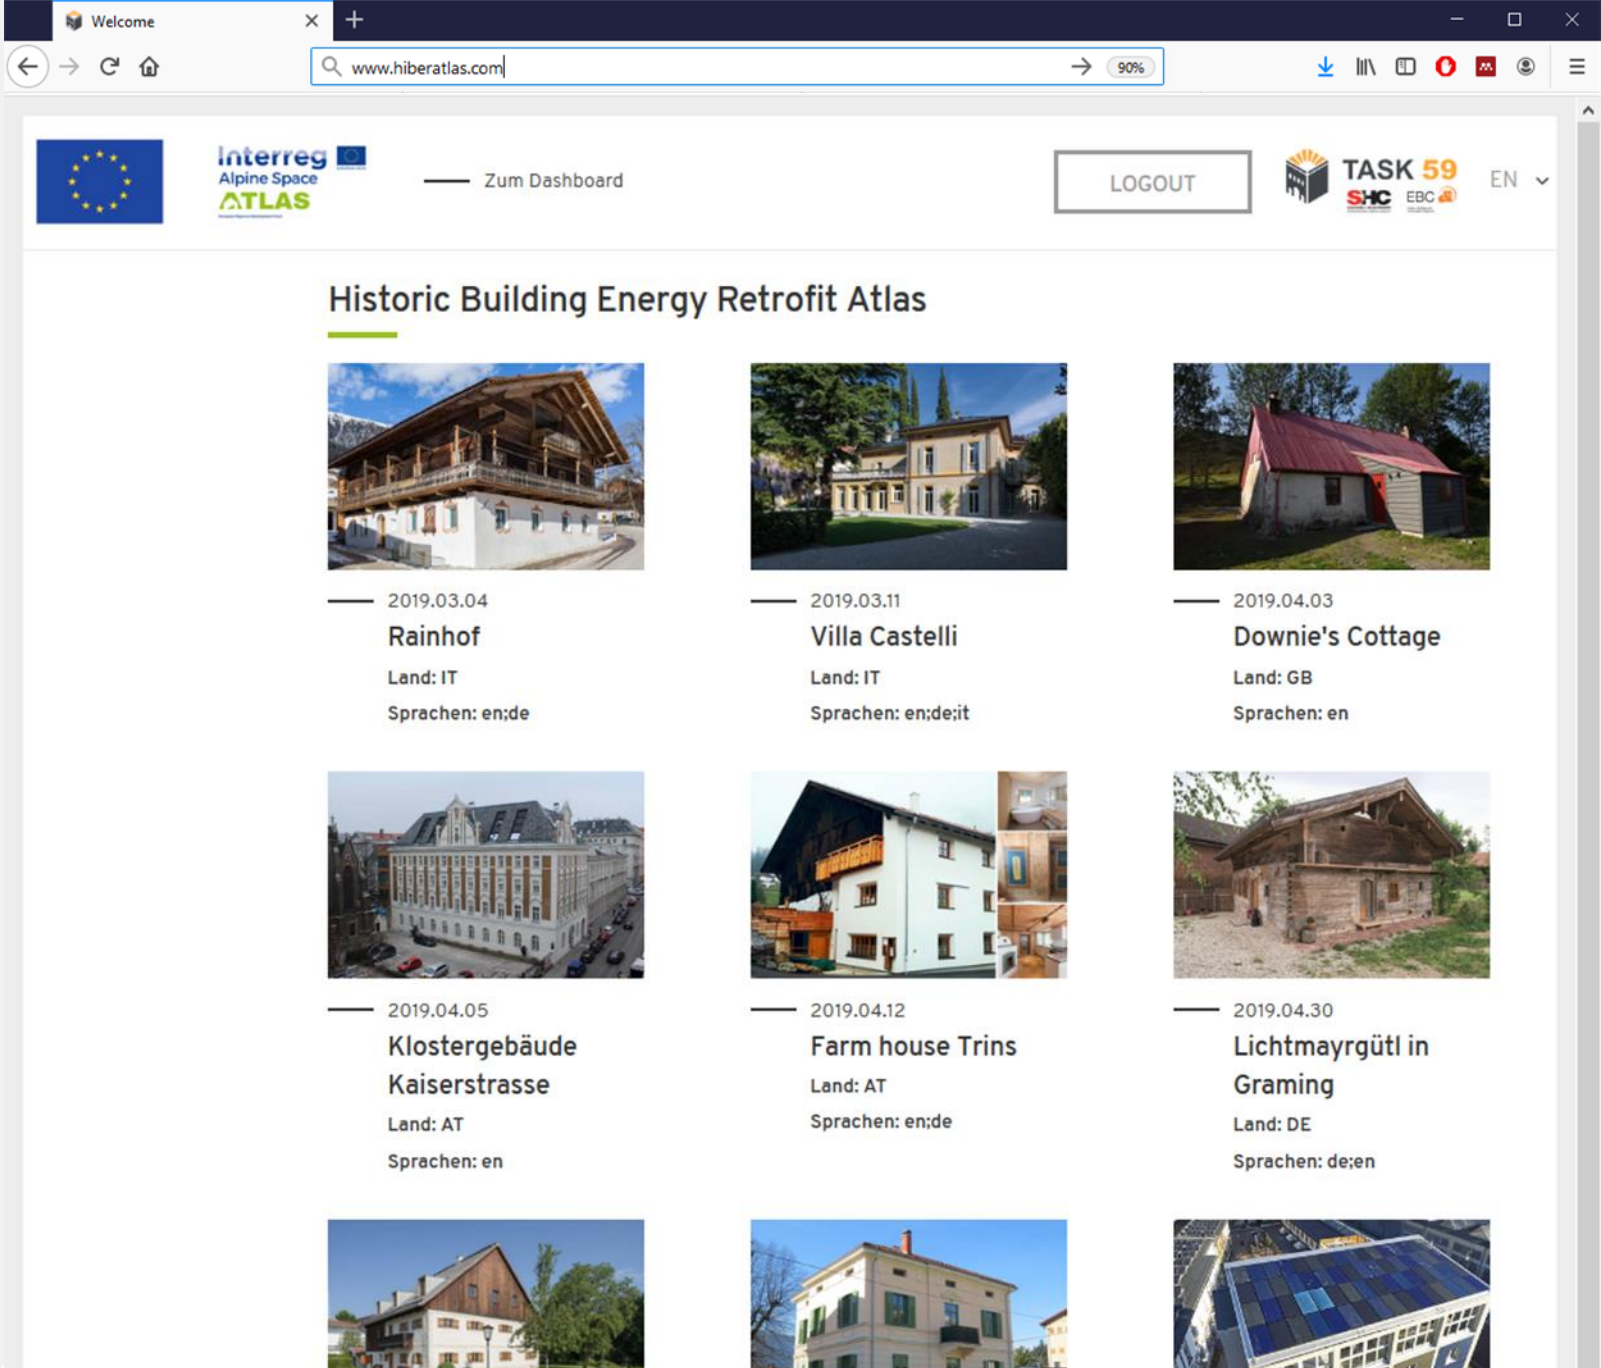 Welcome
www.hiberatlas.com
90%
Interreg
Alpine Space
ATLAS
Zum Dashboard
LOGOUT
TASK 59
SHC EBC
EN
Historic Building Energy Retrofit Atlas
2019.03.04
Rainhof
Land: IT
Sprachen: en;de
2019.03.11
Villa Castelli
Land: IT
Sprachen: en;de;it
2019.04.03
Downie's Cottage
Land: GB
Sprachen: en
2019.04.05
Klostergebäude
Kaiserstrasse
Land: AT
Sprachen: en
2019.04.12
Farm house Trins
Land: AT
Sprachen: en;de
2019.04.30
Lichtmayrgütl in
Graming
Land: DE
Sprachen: de;en